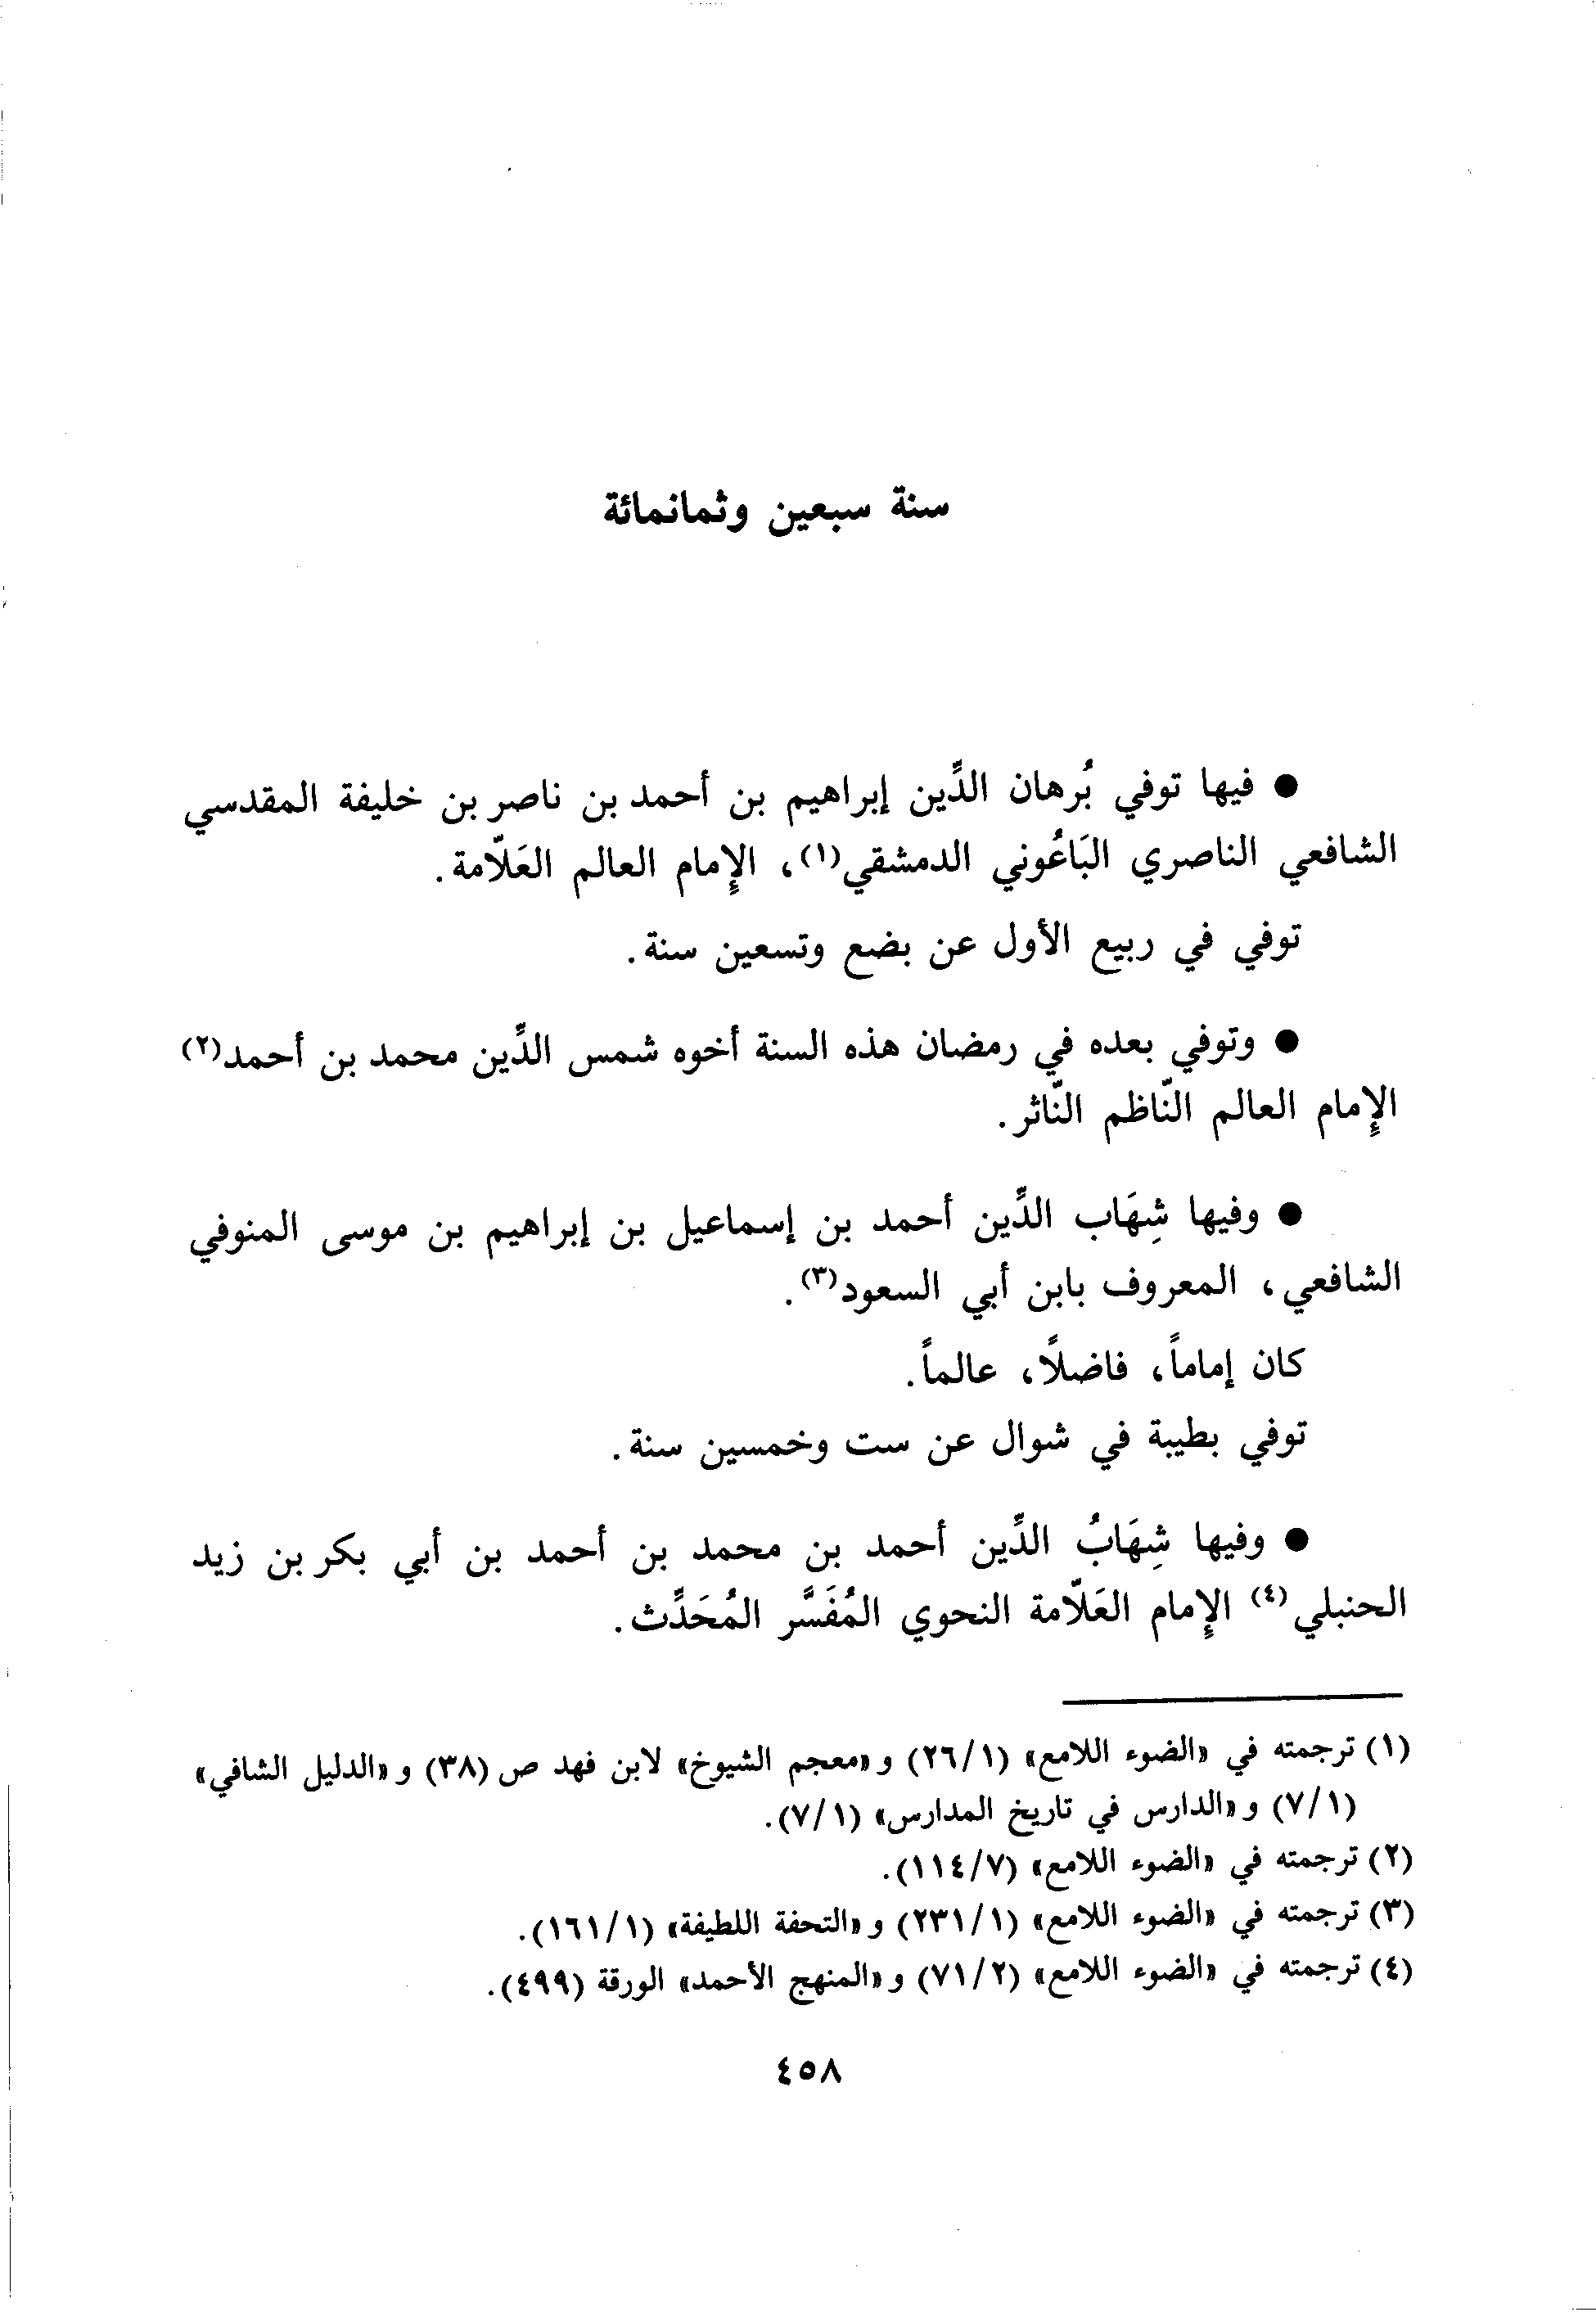 سنة سبعين وثمانمائة
● فيها توفي بُرهان الدِّين إبراهيم بن أحمد بن ناصر بن خليفة المقدسي
الشافعي الناصري البَاعُوني الدمشقي(١)، الإِمام العالم العَلاّمة.
توفي في ربيع الأول عن بضع وتسعين سنة.
● وتوفي بعده في رمضان هذه السنة أخوه شمس الدِّين محمد بن أحمد(٢)
الإِمام العالم النّاظم النّاثر.
● وفيها شِهَاب الدِّين أحمد بن إسماعيل بن إبراهيم بن موسى المنوفي
الشافعي، المعروف بابن أبي السعود(٣).
كان إماماً، فاضلاً، عالماً.
توفي بطيبة في شوال عن ست وخمسين سنة.
● وفيها شِهَابُ الدِّين أحمد بن محمد بن أحمد بن أبي بكر بن زيد
الحنبلي(٤) الإِمام العَلاّمة النحوي المُفَسَّر المُحَدِّث.
(١) ترجمته في «الضوء اللامع» (٢٦/١) و«معجم الشيوخ» لابن فهد ص (٣٨) و«الدليل الشافي»
(٧/١) و«الدارس في تاريخ المدارس» (٧/١).
(٢) ترجمته في «الضوء اللامع» (١١٤/٧).
(٣) ترجمته في «الضوء اللامع» (٢٣١/١) و«التحفة اللطيفة» (١٦١/١).
(٤) ترجمته في «الضوء اللامع» (٧١/٢) و«المنهج الأحمد» الورقة (٤٩٩).
٤٥٨